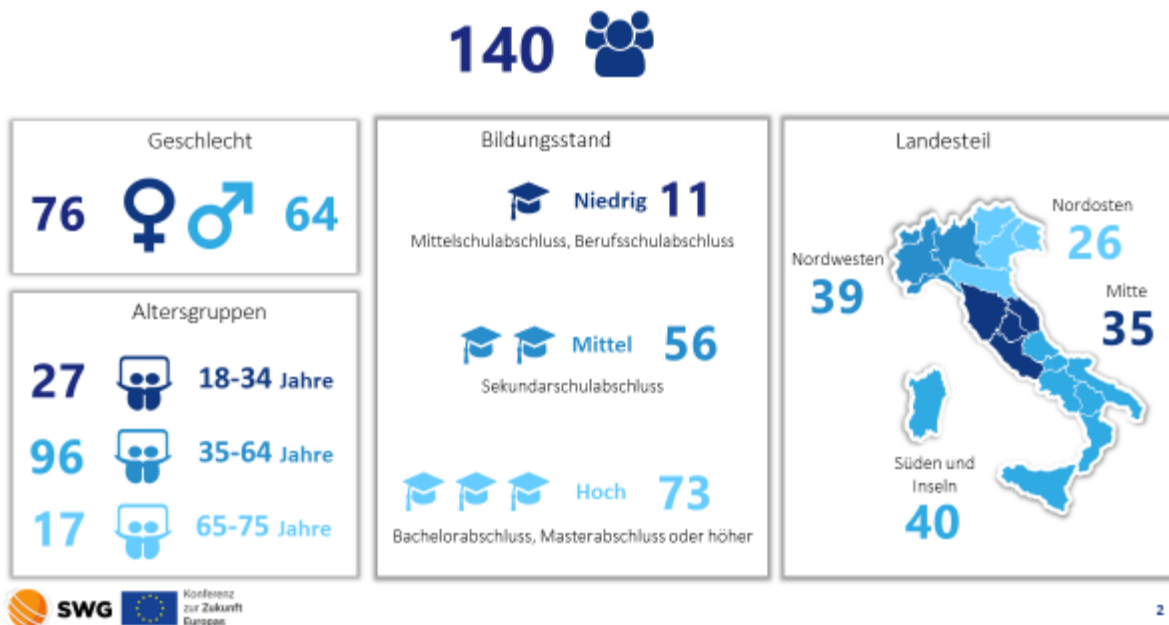 140
Geschlecht
76 64
Altersgruppen
27 18-34 Jahre
96 35-64 Jahre
17 65-75 Jahre
Bildungsstand
Niedrig 11
Mittelschulabschluss, Berufsschulabschluss
Mittel 56
Sekundarschulabschluss
Hoch 73
Bachelorabschluss, Masterabschluss oder höher
Landesteil
Nordosten
26
Nordwesten
39
Mitte
35
Süden und
Inseln
40
SWG
Konferenz
zur Zukunft
Europas
2